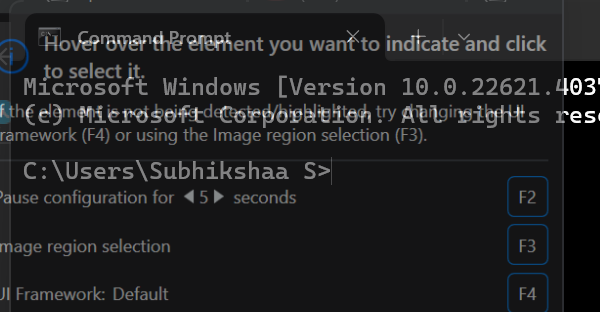 Command Prompt
Hover over the element you want to indicate and click
to select it.
Microsoft Windows [Version 10.0.22621.403
f the element is not being detected/highlighted, try changing the UI
(c) Microsoft Corporation. All rights rese
ramework (F4) or using the Image region selection (F3).
C:\Users\Subhikshaa S>
Pause configuration for 5 seconds F2
mage region selection F3
UI Framework: Default F4